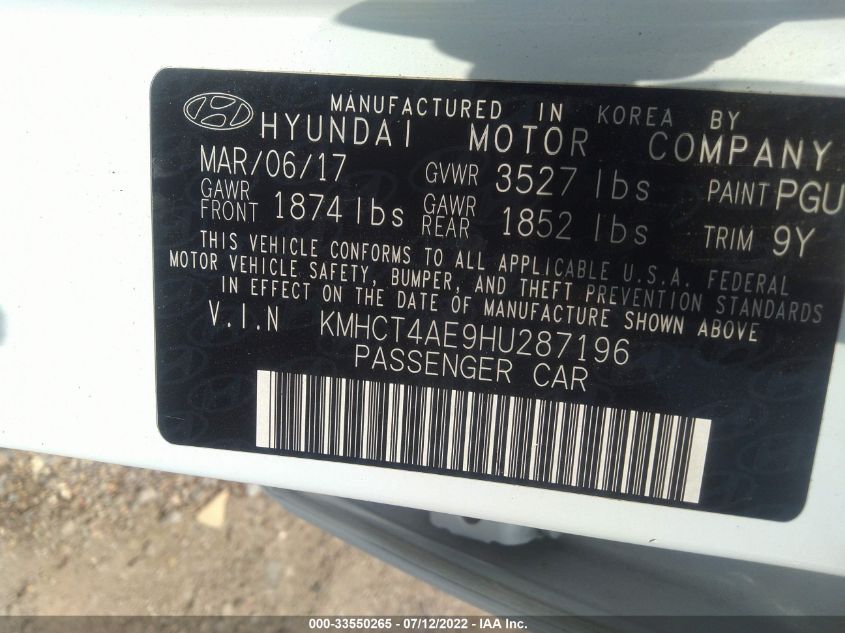 MANUFACTURED IN KOREA BY
HYUNDAI MOTOR COMPANY
MAR/06/17 GVWR 3527 lbs PAINT PGU
GAWR FRONT 1874 lbs GAWR REAR 1852 lbs TRIM 9Y
THIS VEHICLE CONFORMS TO ALL APPLICABLE U.S.A. FEDERAL
MOTOR VEHICLE SAFETY, BUMPER, AND THEFT PREVENTION STANDARDS
IN EFFECT ON THE DATE OF MANUFACTURE SHOWN ABOVE
V.I.N KMHCT4AE9HU287196
PASSENGER CAR
000-33550265 - 07/12/2022 - IAA Inc.